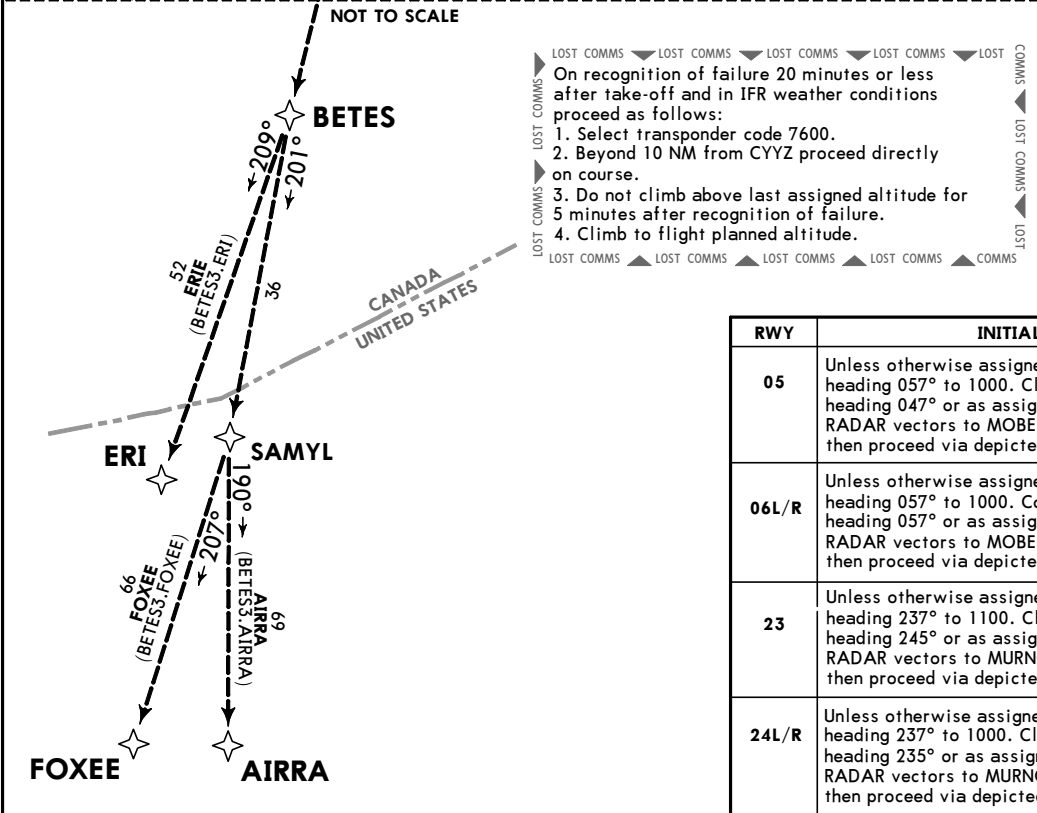 NOT TO SCALE
BETES
209°
201°
52
ERIE
(BETES3.ERI)
36
CANADA
UNITED STATES
ERI
SAMYL
190°
207°
66
FOXEE
(BETES3.FOXEE)
69
AIRRA
(BETES3.AIRRA)
FOXEE
AIRRA
LOST COMMS LOST COMMS LOST COMMS LOST COMMS LOST
COMMS LOST COMMS LOST
LOST COMMS LOST COMMS
On recognition of failure 20 minutes or less
after take-off and in IFR weather conditions
proceed as follows:
1. Select transponder code 7600.
2. Beyond 10 NM from CYYZ proceed directly
on course.
3. Do not climb above last assigned altitude for
5 minutes after recognition of failure.
4. Climb to flight planned altitude.
LOST COMMS LOST COMMS LOST COMMS LOST COMMS COMMS
RWY INITIAL
05
Unless otherwise assigne
heading 057° to 1000. Cl
heading 047° or as assig
RADAR vectors to MOBE
then proceed via depicte
06L/R
Unless otherwise assigne
heading 057° to 1000. Co
heading 057° or as assig
RADAR vectors to MOBE
then proceed via depicte
23
Unless otherwise assigne
heading 237° to 1100. Cl
heading 245° or as assig
RADAR vectors to MURN
then proceed via depicte
24L/R
Unless otherwise assigne
heading 237° to 1000. Cl
heading 235° or as assig
RADAR vectors to MURN
then proceed via depicte